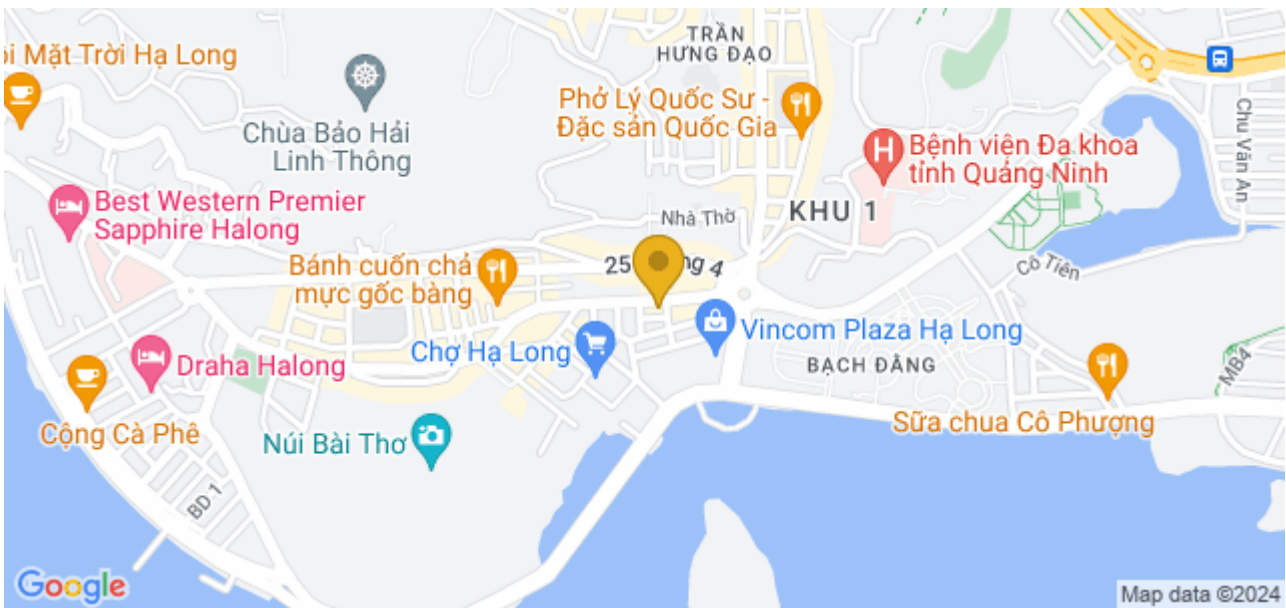 TRẦN
HƯNG ĐẠO
i Mặt Trời Hạ Long
Phở Lý Quốc Sư -
Đặc sản Quốc Gia
Chùa Bảo Hải
Linh Thông
Bệnh viện Đa khoa
tỉnh Quảng Ninh
Chu Văn An
Best Western Premier
Sapphire Halong
Nhà Thờ
KHU 1
Bánh cuốn chả
mực gốc bàng
25
ng 4
Cô Tiên
Vincom Plaza Hạ Long
Chợ Hạ Long
BẠCH ĐẰNG
Draha Halong
MB4
Cộng Cà Phê
Núi Bài Thơ
Sữa chua Cô Phượng
BD 1
Google
Map data ©2024